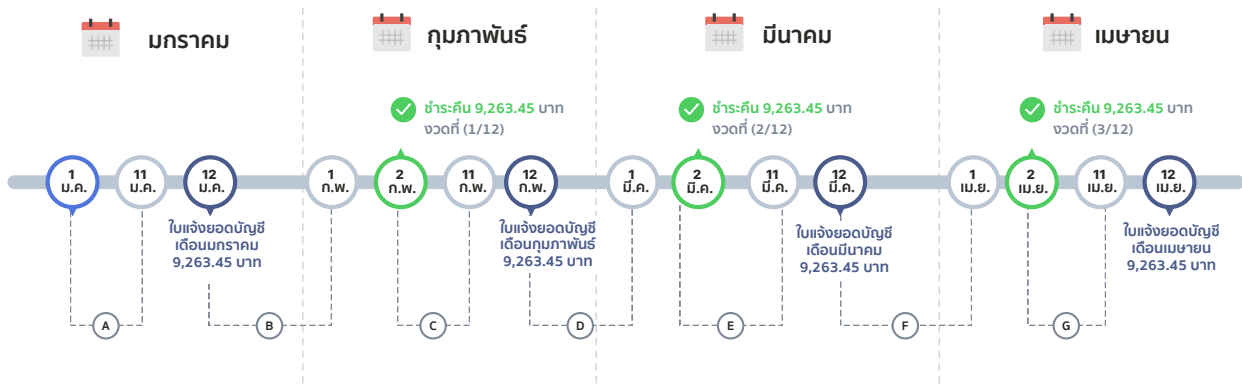 มกราคม
กุมภาพันธ์
มีนาคม
เมษายน
ชำระคืน 9,263.45 บาท
งวดที่ (1/12)
ชำระคืน 9,263.45 บาท
งวดที่ (2/12)
ชำระคืน 9,263.45 บาท
งวดที่ (3/12)
1
ม.ค.
11
ม.ค.
12
ม.ค.
1
ก.พ.
2
ก.พ.
11
ก.พ.
12
ก.พ.
1
มี.ค.
2
มี.ค.
11
มี.ค.
12
มี.ค.
1
เม.ย.
2
เม.ย.
11
เม.ย.
12
เม.ย.
ใบแจ้งยอดบัญชี
เดือนมกราคม
9,263.45 บาท
ใบแจ้งยอดบัญชี
เดือนกุมภาพันธ์
9,263.45 บาท
ใบแจ้งยอดบัญชี
เดือนมีนาคม
9,263.45 บาท
ใบแจ้งยอดบัญชี
เดือนเมษายน
9,263.45 บาท
A
B
C
D
E
F
G